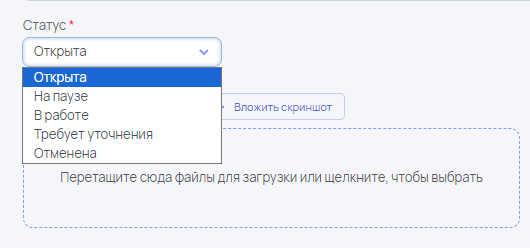 Статус *
Открыта
Открыта
На паузе
В работе
Требует уточнения
Отменена
Вложить скриншот
Перетащите сюда файлы для загрузки или щелкните, чтобы выбрать